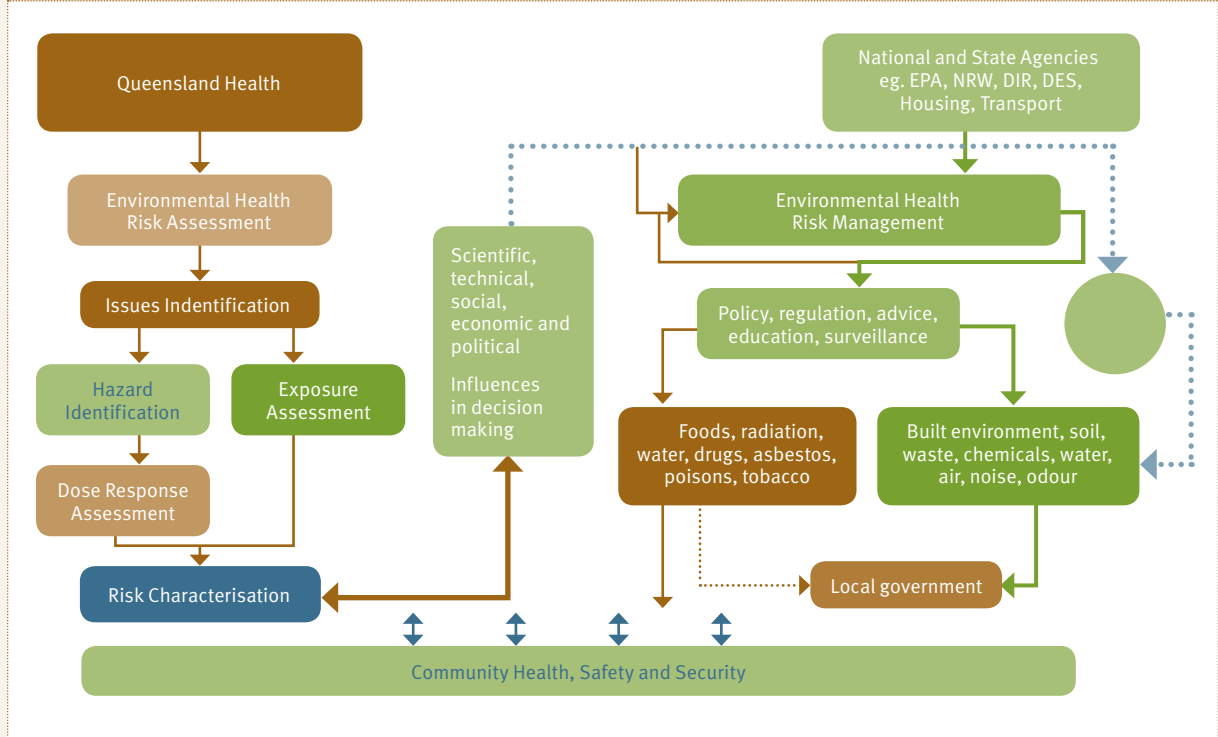 Queensland Health
National and State Agencies
eg. EPA, NRW, DIR, DES,
Housing, Transport
Environmental Health
Risk Assessment
Environmental Health
Risk Management
Scientific,
technical,
social,
economic and
political
Influences
in decision
making
Issues Indentification
Policy, regulation, advice,
education, surveillance
Hazard
Identification
Exposure
Assessment
Foods, radiation,
water, drugs, asbestos,
poisons, tobacco
Built environment, soil,
waste, chemicals, water,
air, noise, odour
Dose Response
Assessment
Risk Characterisation
Local government
Community Health, Safety and Security